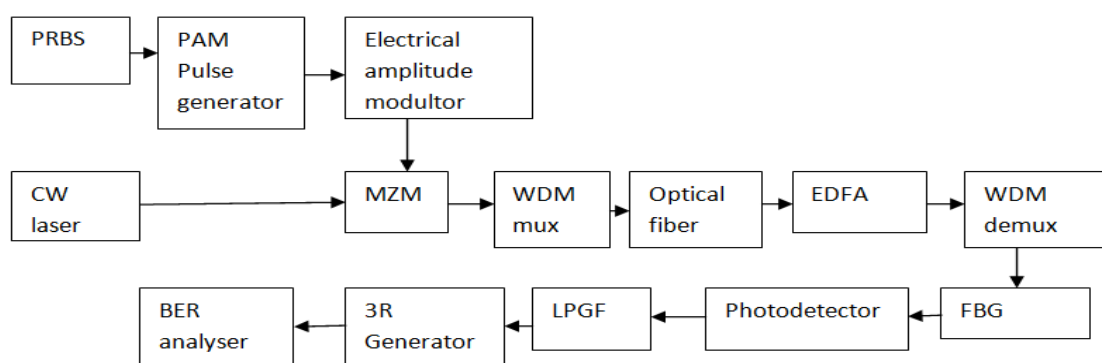 PRBS
PAM
Pulse
generator
Electrical
amplitude
modultor
CW
laser
MZM
WDM
mux
Optical
fiber
EDFA
WDM
demux
BER
analyser
3R
Generator
LPGF
Photodetector
FBG